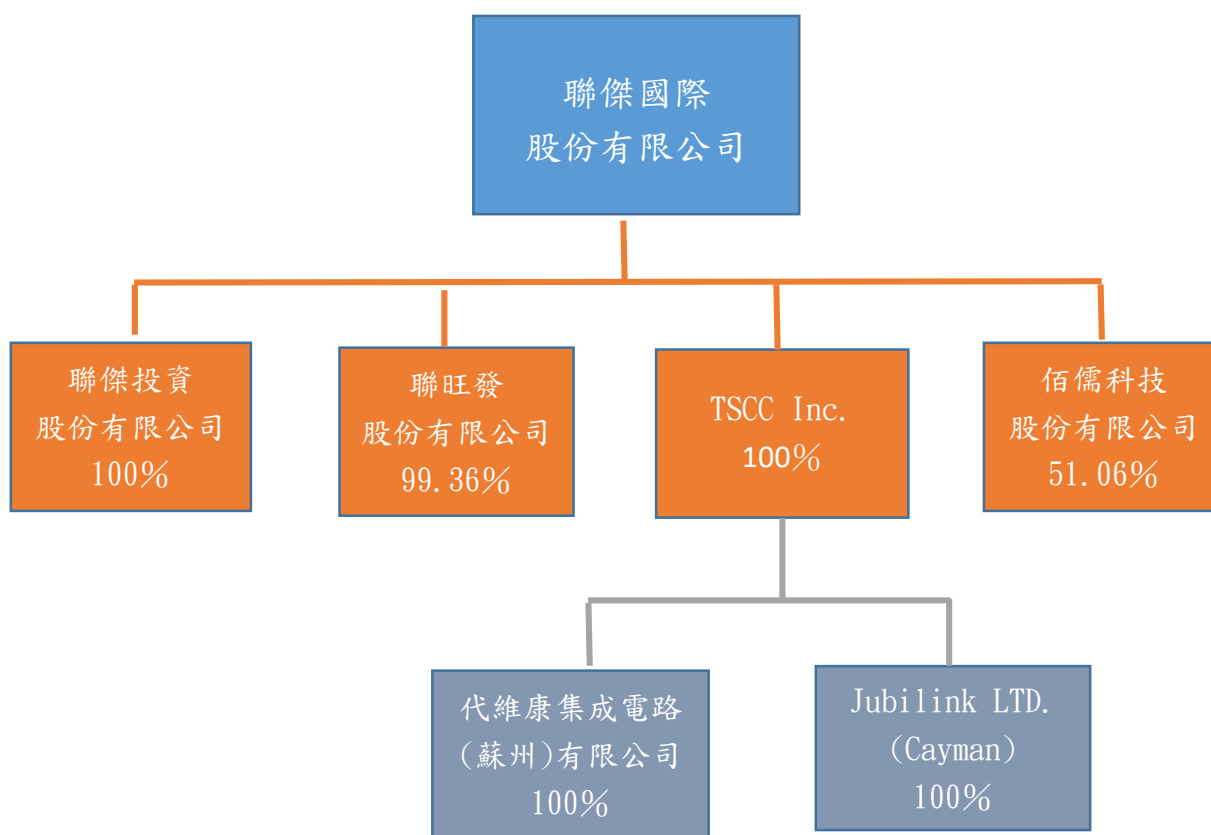 聯傑國際
股份有限公司
聯傑投資
股份有限公司
100%
聯旺發
股份有限公司
99.36%
TSCC Inc.
100%
佰儒科技
股份有限公司
51.06%
代維康集成電路
(蘇州)有限公司
100%
Jubilink LTD.
(Cayman)
100%